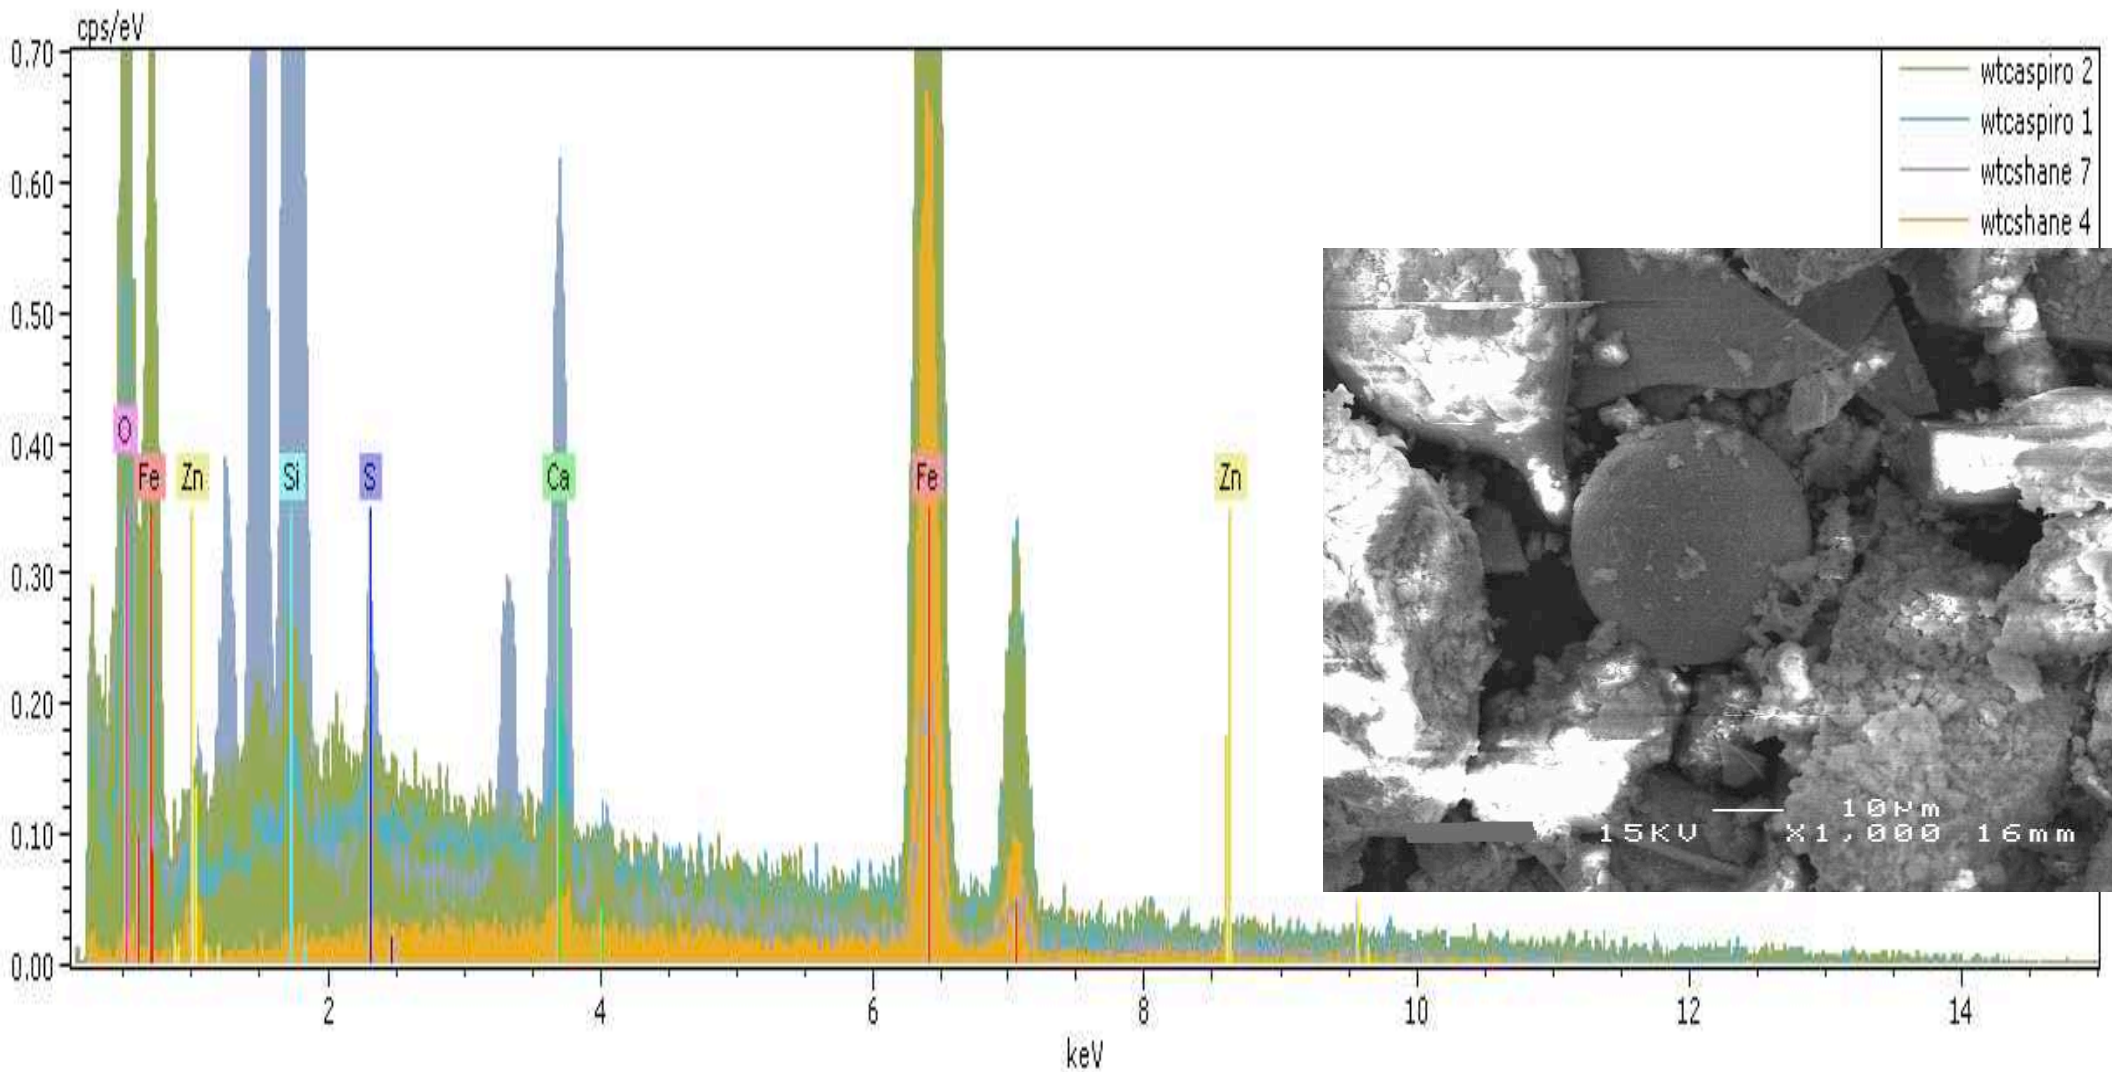 cps/eV
0.70
0.60
0.50
0.40
0.30
0.20
0.10
0.00
wtcaspiro 2
wtcaspiro 1
wtcshane 7
wtcshane 4
O
Fe Zn Si S Ca Fe Zn
10µm
15KV X1,000 16mm
2 4 6 8 10 12 14
keV